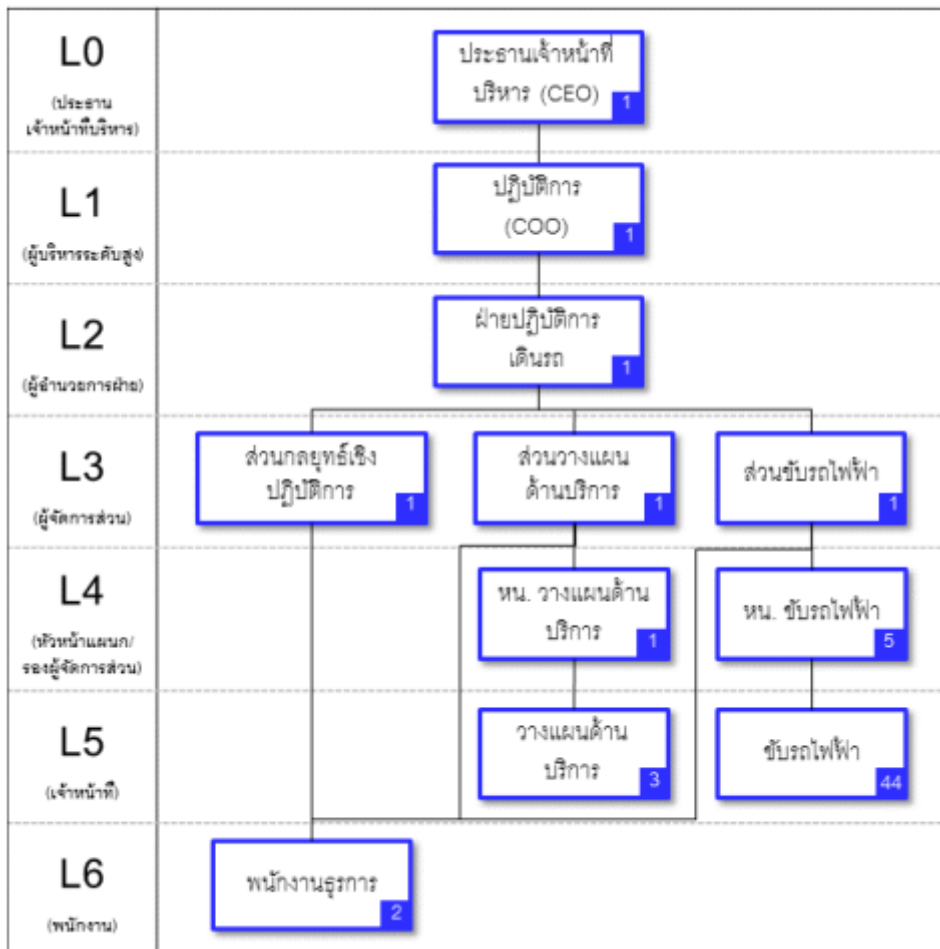 L0
(ประธาน
เจ้าหน้าที่บริหาร)
ประธานเจ้าหน้าที่
บริหาร (CEO)
1
L1
(ผู้บริหารระดับสูง)
ปฏิบัติการ
(COO)
1
L2
(ผู้อำนวยการฝ่าย)
ฝ่ายปฏิบัติการ
เดินรถ
1
L3
(ผู้จัดการส่วน)
ส่วนกลยุทธ์เชิง
ปฏิบัติการ
1
ส่วนวางแผน
ด้านบริการ
1
ส่วนขับรถไฟฟ้า
1
L4
(หัวหน้าแผนก/
รองผู้จัดการส่วน)
หน. วางแผนด้าน
บริการ
1
หน. ขับรถไฟฟ้า
5
L5
(เจ้าหน้าที่)
วางแผนด้าน
บริการ
3
ขับรถไฟฟ้า
44
L6
(พนักงาน)
พนักงานธุรการ
2